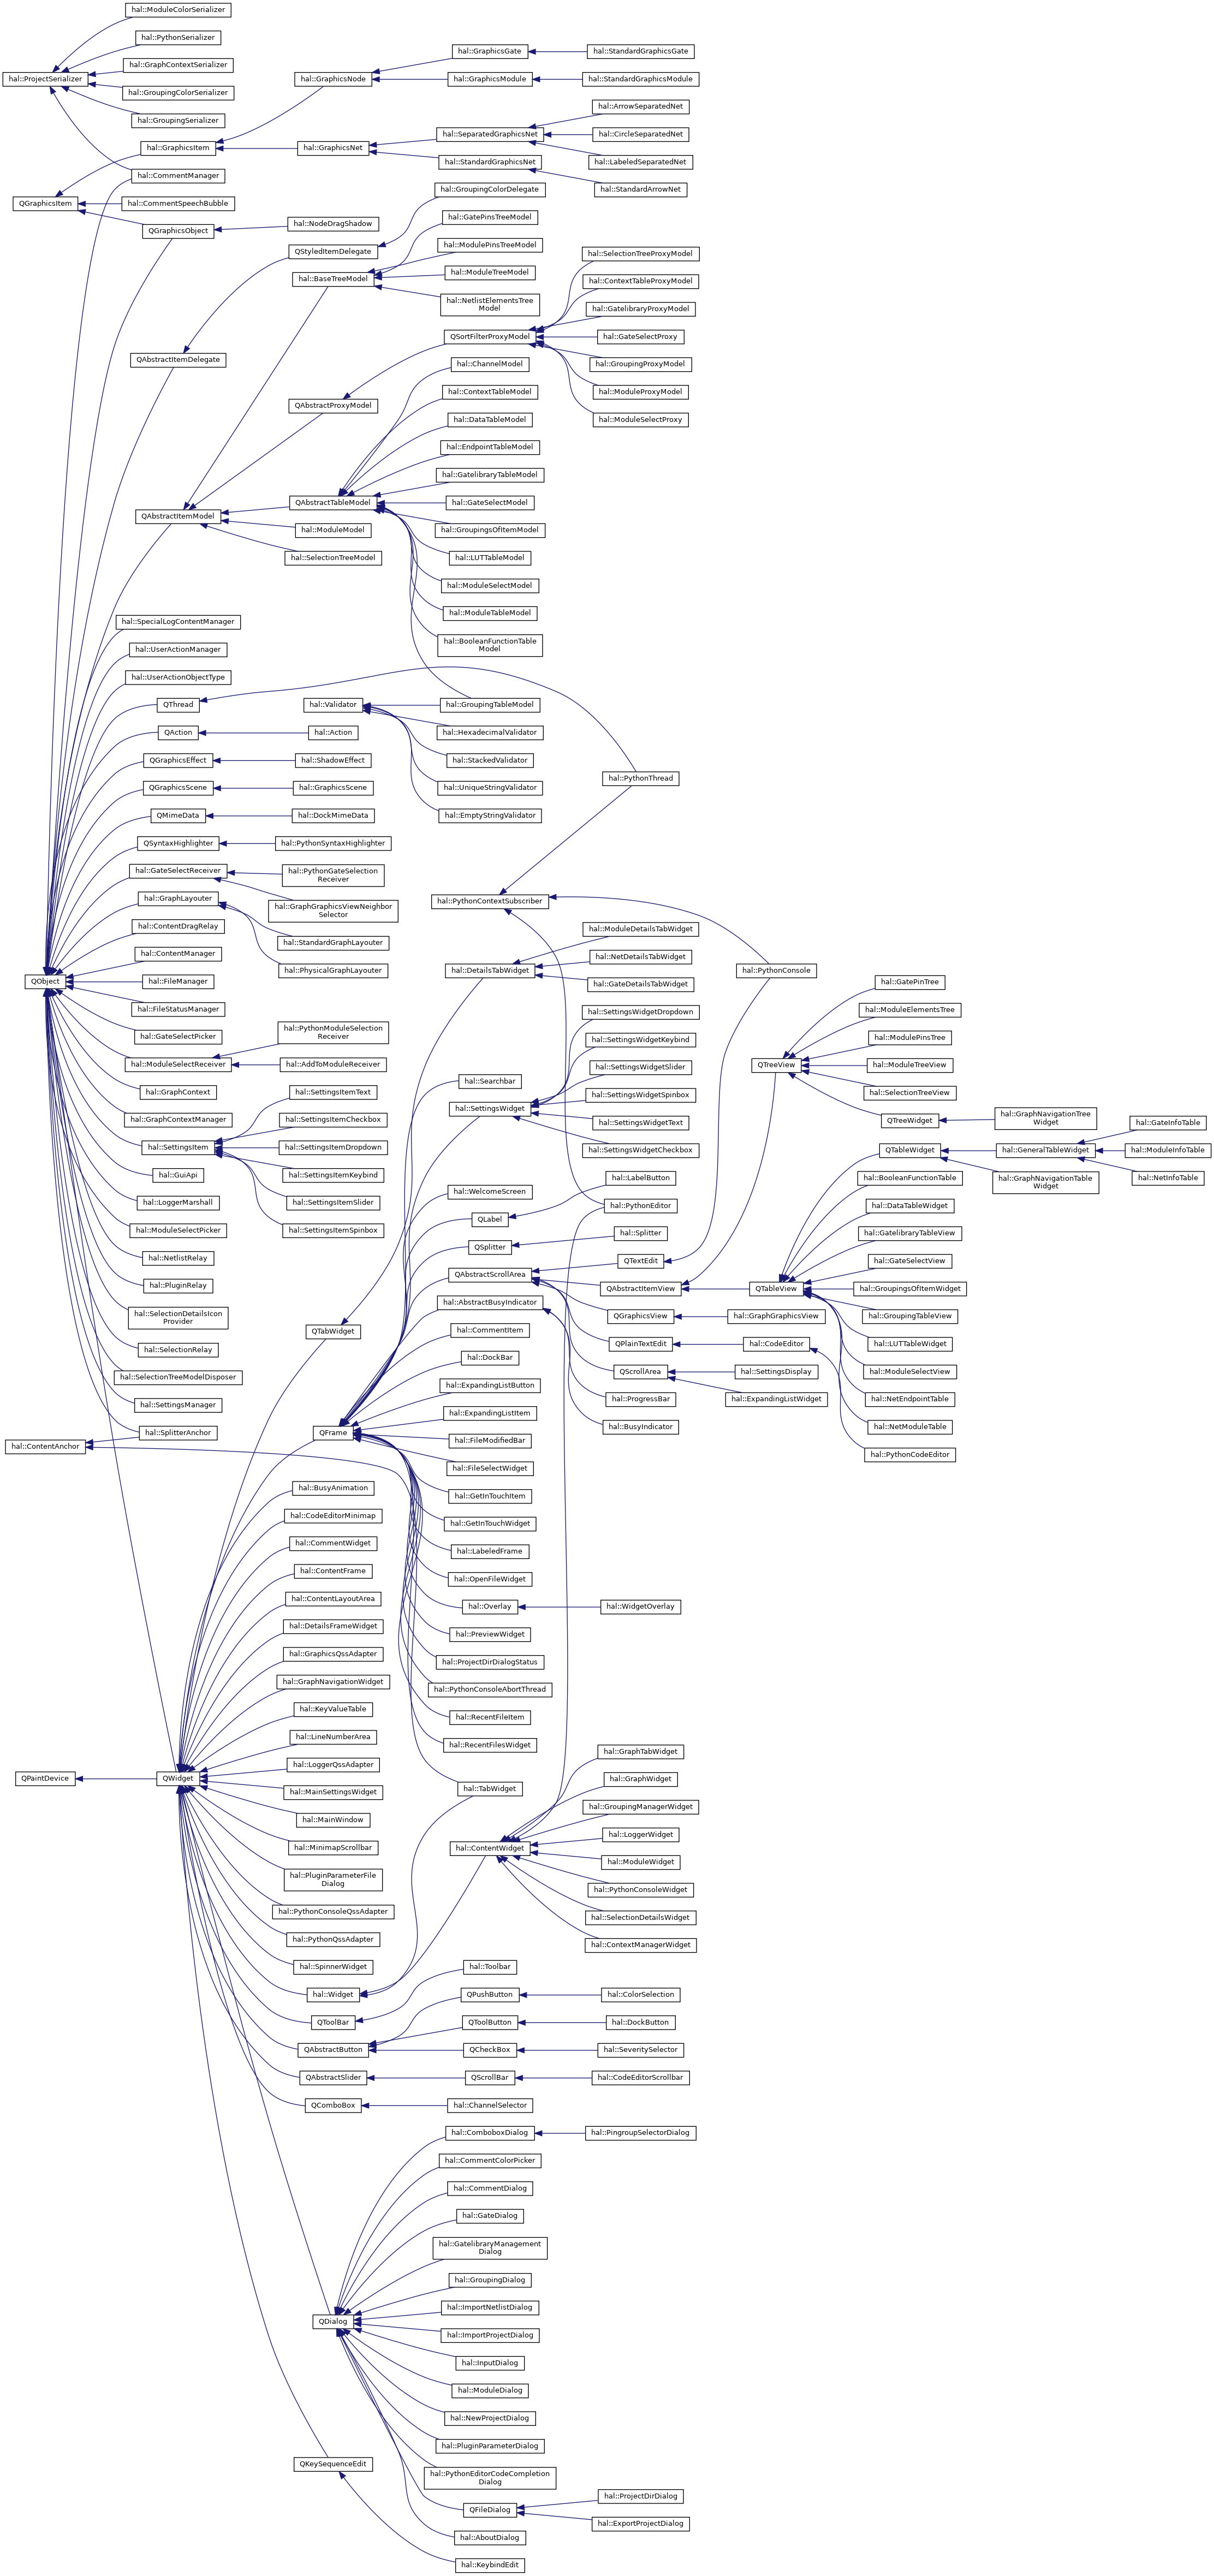 hal::ModuleColorSerializer
hal::PythonSerializer
hal::GraphContextSerializer
hal::ProjectSerializer
hal::GroupingColorSerializer
hal::GroupingSerializer
hal::CommentManager
hal::GraphicsGate
hal::StandardGraphicsGate
hal::GraphicsNode
hal::GraphicsModule
hal::StandardGraphicsModule
hal::ArrowSeparatedNet
hal::SeparatedGraphicsNet
hal::CircleSeparatedNet
hal::GraphicsItem
hal::GraphicsNet
hal::StandardGraphicsNet
hal::LabeledSeparatedNet
hal::StandardArrowNet
QGraphicsItem
hal::CommentSpeechBubble
QGraphicsObject
hal::NodeDragShadow
hal::GroupingColorDelegate
QStyledItemDelegate
hal::GatePinsTreeModel
hal::ModulePinsTreeModel
hal::BaseTreeModel
hal::ModuleTreeModel
hal::NetlistElementsTree
Model
hal::SelectionTreeProxyModel
hal::ContextTableProxyModel
hal::GatelibraryProxyModel
QSortFilterProxyModel
hal::GateSelectProxy
hal::GroupingProxyModel
hal::ModuleProxyModel
hal::ModuleSelectProxy
QAbstractItemDelegate
QAbstractProxyModel
hal::ChannelModel
hal::ContextTableModel
hal::DataTableModel
hal::EndpointTableModel
hal::GatelibraryTableModel
QAbstractTableModel
hal::GateSelectModel
QAbstractItemModel
hal::ModuleModel
hal::GroupingsOfItemModel
hal::SelectionTreeModel
hal::LUTTableModel
hal::ModuleSelectModel
hal::ModuleTableModel
hal::BooleanFunctionTable
Model
hal::SpecialLogContentManager
hal::UserActionManager
hal::UserActionObjectType
QThread
hal::Validator
hal::GroupingTableModel
QAction
hal::Action
hal::HexadecimalValidator
QGraphicsEffect
hal::ShadowEffect
hal::StackedValidator
hal::PythonThread
QGraphicsScene
hal::GraphicsScene
hal::UniqueStringValidator
QMimeData
hal::DockMimeData
hal::EmptyStringValidator
QSyntaxHighlighter
hal::PythonSyntaxHighlighter
hal::GateSelectReceiver
hal::PythonGateSelection
Receiver
hal::GraphLayouter
hal::GraphGraphicsViewNeighbor
Selector
hal::PythonContextSubscriber
hal::ContentDragRelay
hal::StandardGraphLayouter
hal::ModuleDetailsTabWidget
hal::ContentManager
hal::PhysicalGraphLayouter
hal::DetailsTabWidget
hal::NetDetailsTabWidget
hal::PythonConsole
QObject
hal::FileManager
hal::GateDetailsTabWidget
hal::GatePinTree
hal::FileStatusManager
hal::SettingsWidgetDropdown
hal::ModuleElementsTree
hal::GateSelectPicker
hal::PythonModuleSelection
Receiver
hal::SettingsWidgetKeybind
hal::ModulePinsTree
hal::ModuleSelectReceiver
hal::AddToModuleReceiver
hal::SettingsWidgetSlider
QTreeView
hal::ModuleTreeView
hal::GraphContext
hal::SettingsItemText
hal::Searchbar
hal::SettingsWidgetSpinbox
hal::SelectionTreeView
hal::GraphContextManager
hal::SettingsItemCheckbox
hal::SettingsWidget
hal::SettingsWidgetText
QTreeWidget
hal::GraphNavigationTree
Widget
hal::SettingsItem
hal::SettingsItemDropdown
hal::SettingsWidgetCheckbox
QTableWidget
hal::GeneralTableWidget
hal::GateInfoTable
hal::ModuleInfoTable
hal::NetInfoTable
hal::GuiApi
hal::SettingsItemKeybind
hal::LabelButton
hal::BooleanFunctionTable
hal::GraphNavigationTable
Widget
hal::LoggerMarshall
hal::SettingsItemSlider
hal::WelcomeScreen
hal::PythonEditor
hal::DataTableWidget
hal::ModuleSelectPicker
hal::SettingsItemSpinbox
QLabel
hal::Splitter
hal::GatelibraryTableView
hal::NetlistRelay
QSplitter
QTextEdit
hal::GateSelectView
hal::PluginRelay
QAbstractScrollArea
QAbstractItemView
QTableView
hal::GroupingsOfItemWidget
hal::SelectionDetailsIcon
Provider
hal::AbstractBusyIndicator
QGraphicsView
hal::GraphGraphicsView
hal::GroupingTableView
hal::SelectionRelay
QTabWidget
hal::CommentItem
QPlainTextEdit
hal::CodeEditor
hal::LUTTableWidget
hal::SelectionTreeModelDisposer
hal::DockBar
QScrollArea
hal::SettingsDisplay
hal::ModuleSelectView
hal::SettingsManager
hal::ExpandingListButton
hal::ProgressBar
hal::ExpandingListWidget
hal::NetEndpointTable
hal::SplitterAnchor
hal::ExpandingListItem
hal::BusyIndicator
hal::NetModuleTable
hal::ContentAnchor
QFrame
hal::FileModifiedBar
hal::PythonCodeEditor
hal::FileSelectWidget
hal::BusyAnimation
hal::GetInTouchItem
hal::CodeEditorMinimap
hal::GetInTouchWidget
hal::CommentWidget
hal::LabeledFrame
hal::ContentFrame
hal::OpenFileWidget
hal::ContentLayoutArea
hal::Overlay
hal::WidgetOverlay
hal::DetailsFrameWidget
hal::PreviewWidget
hal::GraphicsQssAdapter
hal::ProjectDirDialogStatus
hal::GraphNavigationWidget
hal::PythonConsoleAbortThread
hal::KeyValueTable
hal::RecentFileItem
hal::LineNumberArea
hal::RecentFilesWidget
hal::LoggerQssAdapter
hal::GraphTabWidget
QPaintDevice
QWidget
hal::MainSettingsWidget
hal::TabWidget
hal::GraphWidget
hal::MainWindow
hal::GroupingManagerWidget
hal::MinimapScrollbar
hal::ContentWidget
hal::LoggerWidget
hal::PluginParameterFile
Dialog
hal::ModuleWidget
hal::PythonConsoleQssAdapter
hal::PythonConsoleWidget
hal::PythonQssAdapter
hal::SelectionDetailsWidget
hal::SpinnerWidget
hal::ContextManagerWidget
hal::Widget
hal::Toolbar
QToolBar
QPushButton
hal::ColorSelection
QToolButton
hal::DockButton
QAbstractButton
QCheckBox
hal::SeveritySelector
QAbstractSlider
QScrollBar
hal::CodeEditorScrollbar
QComboBox
hal::ChannelSelector
hal::ComboboxDialog
hal::PingroupSelectorDialog
hal::CommentColorPicker
hal::CommentDialog
hal::GateDialog
hal::GatelibraryManagement
Dialog
hal::GroupingDialog
hal::ImportNetlistDialog
QDialog
hal::ImportProjectDialog
hal::InputDialog
hal::ModuleDialog
hal::NewProjectDialog
hal::PluginParameterDialog
QKeySequenceEdit
hal::PythonEditorCodeCompletion
Dialog
hal::ProjectDirDialog
QFileDialog
hal::ExportProjectDialog
hal::AboutDialog
hal::KeybindEdit